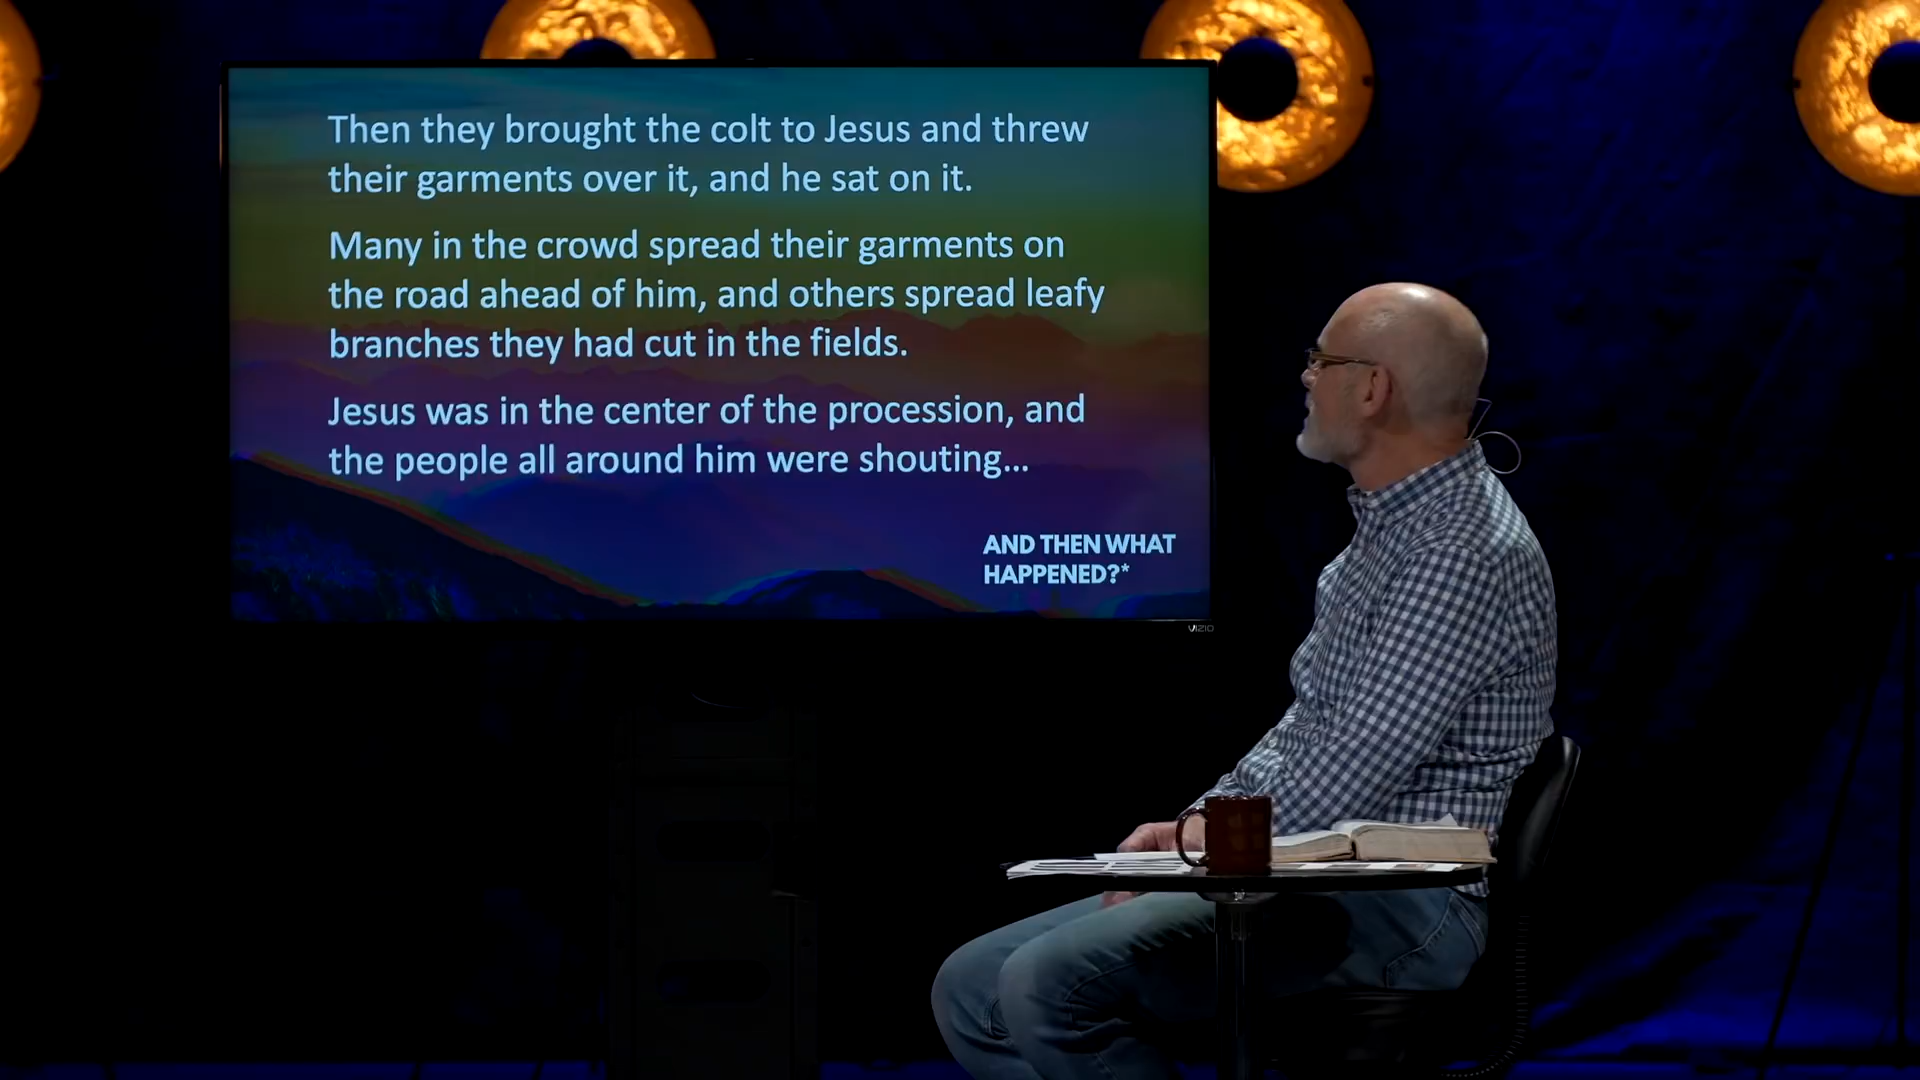 Then they brought the colt to Jesus and threw
their garments over it, and he sat on it.
Many in the crowd spread their garments on
the road ahead of him, and others spread leafy
branches they had cut in the fields.
Jesus was in the center of the procession, and
the people all around him were shouting...
AND THEN WHAT
HAPPENED?*
VIZIO